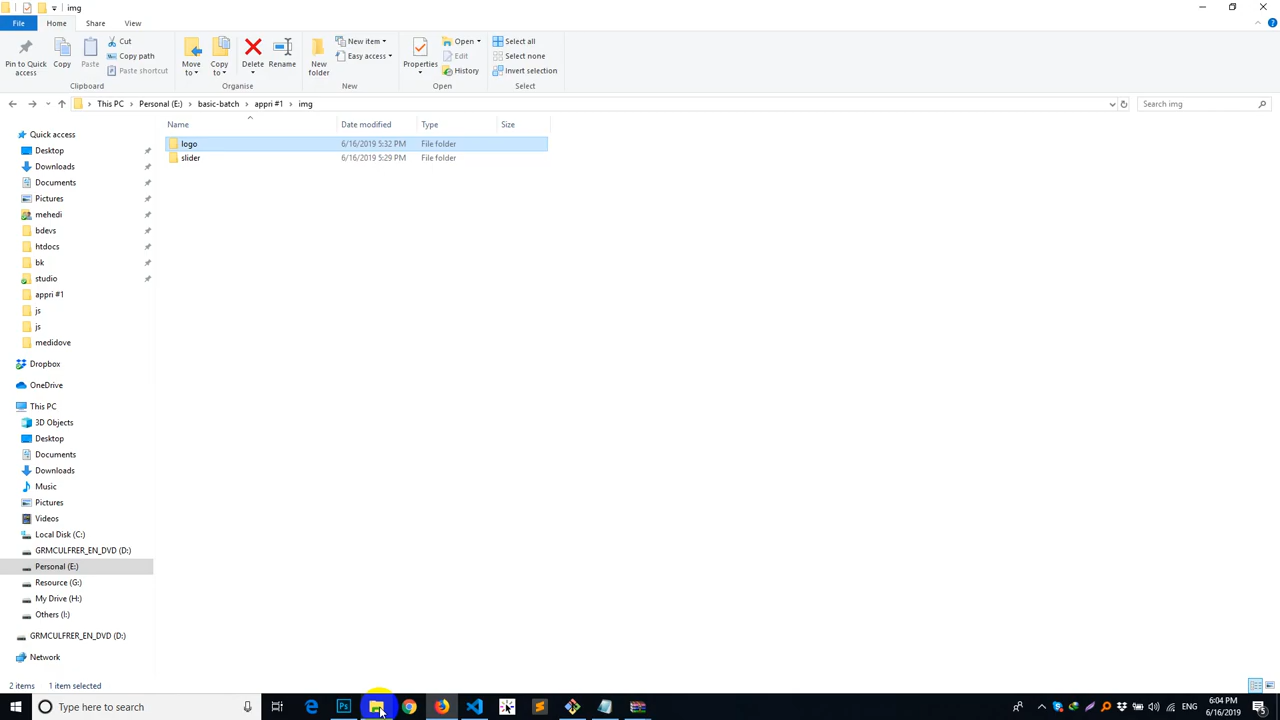 img
File
Home
Share
View
Pin to Quick access
Copy
Paste
Cut
Copy path
Paste shortcut
Clipboard
Move to
Copy to
Delete
Rename
Organise
New folder
New item
Easy access
New
Properties
Open
Edit
History
Open
Select all
Select none
Invert selection
Select
This PC
Personal (E:)
basic-batch
appri #1
img
Search img
Name
Date modified
Type
Size
logo
6/16/2019 5:32 PM
File folder
slider
6/16/2019 5:29 PM
File folder
Quick access
Desktop
Downloads
Documents
Pictures
mehedi
bdevs
htdocs
bk
studio
appri #1
js
js
medidove
Dropbox
OneDrive
This PC
3D Objects
Desktop
Documents
Downloads
Music
Pictures
Videos
Local Disk (C:)
GRMCULFRER_EN_DVD (D:)
Personal (E:)
Resource (G:)
My Drive (H:)
Others (I:)
GRMCULFRER_EN_DVD (D:)
Network
2 items
1 item selected
Type here to search
Ps
ENG
6:04 PM
6/16/2019
5